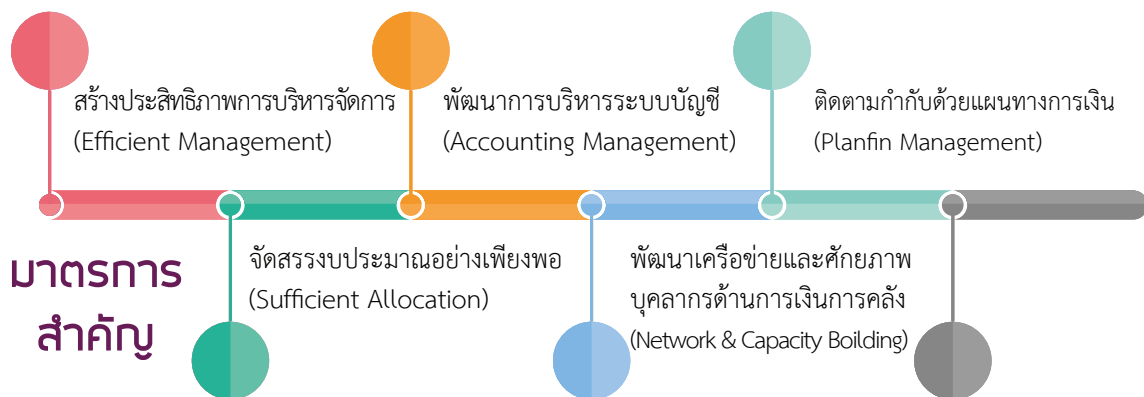 สร้างประสิทธิภาพการบริหารจัดการ
(Efficient Management)
พัฒนาการบริหารระบบบัญชี
(Accounting Management)
ติดตามกำกับด้วยแผนทางการเงิน
(Planfin Management)
มาตรการ
สำคัญ
จัดสรรงบประมาณอย่างเพียงพอ
(Sufficient Allocation)
พัฒนาเครือข่ายและศักยภาพ
บุคลากรด้านการเงินการคลัง
(Network & Capacity Boilding)